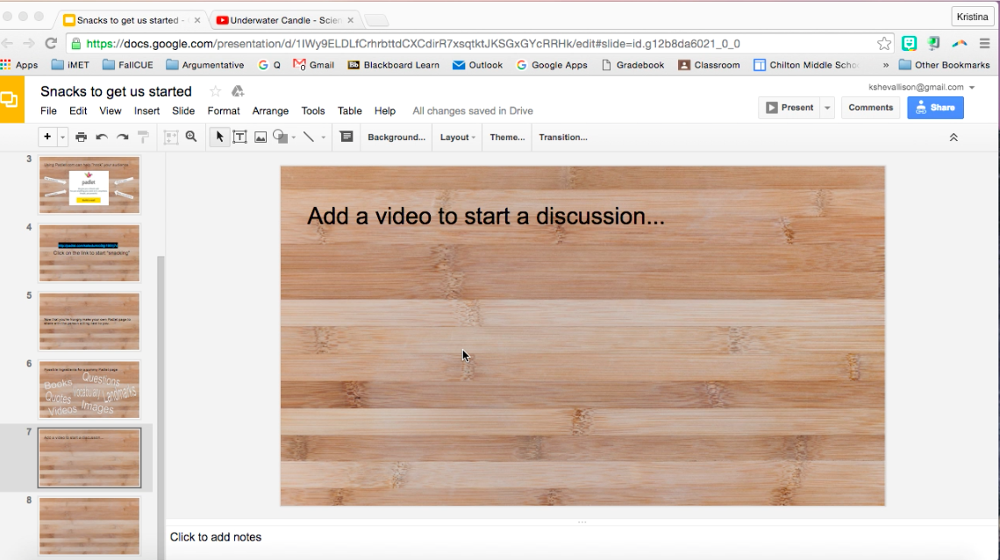 Snacks to get us started -
Underwater Candle - Scien
Kristina
https://docs.google.com/presentation/d/1IWy9ELDLfCrhrbttdCXCdirR7xsqtktJKSGxGYcRRHk/edit#slide=id.g12b8da6021_0_0
Apps iMET FallCUE Argumentative Q Gmail Blackboard Learn Outlook Google Apps Gradebook Classroom Chilton Middle Scho » Other Bookmarks
Snacks to get us started
kshevallison@gmail.com
File Edit View Insert Slide Format Arrange Tools Table Help All changes saved in Drive
Present Comments Share
Background... Layout Theme... Transition...
3
padlet
4
Click on the link to start "snacking"
5
6
Books Questions
Quotes Vocabulary Landmarks
Videos Images
7
Add a video to start a discussion...
8
Add a video to start a discussion...
Click to add notes